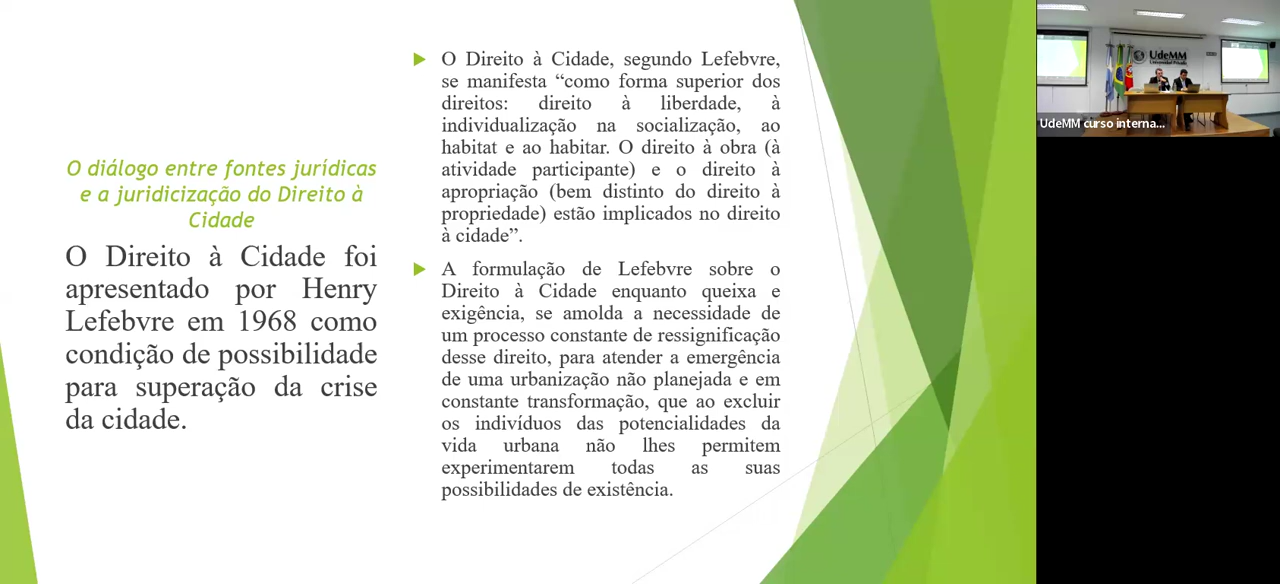 O diálogo entre fontes jurídicas
e a juridicização do Direito à
Cidade
O Direito à Cidade foi
apresentado por Henry
Lefebvre em 1968 como
condição de possibilidade
para superação da crise
da cidade.
O Direito à Cidade, segundo Lefebvre,
se manifesta “como forma superior dos
direitos: direito à liberdade, à
individualização na socialização, ao
habitat e ao habitar. O direito à obra (à
atividade participante) e o direito à
apropriação (bem distinto do direito à
propriedade) estão implicados no direito
à cidade”.
A formulação de Lefebvre sobre o
Direito à Cidade enquanto queixa e
exigência, se amolda a necessidade de
um processo constante de ressignificação
desse direito, para atender a emergência
de uma urbanização não planejada e em
constante transformação, que ao excluir
os indivíduos das potencialidades da
vida urbana não lhes permitem
experimentarem todas as suas
possibilidades de existência.
UdeMM
Universidad Privada
UdeMM curso interna...